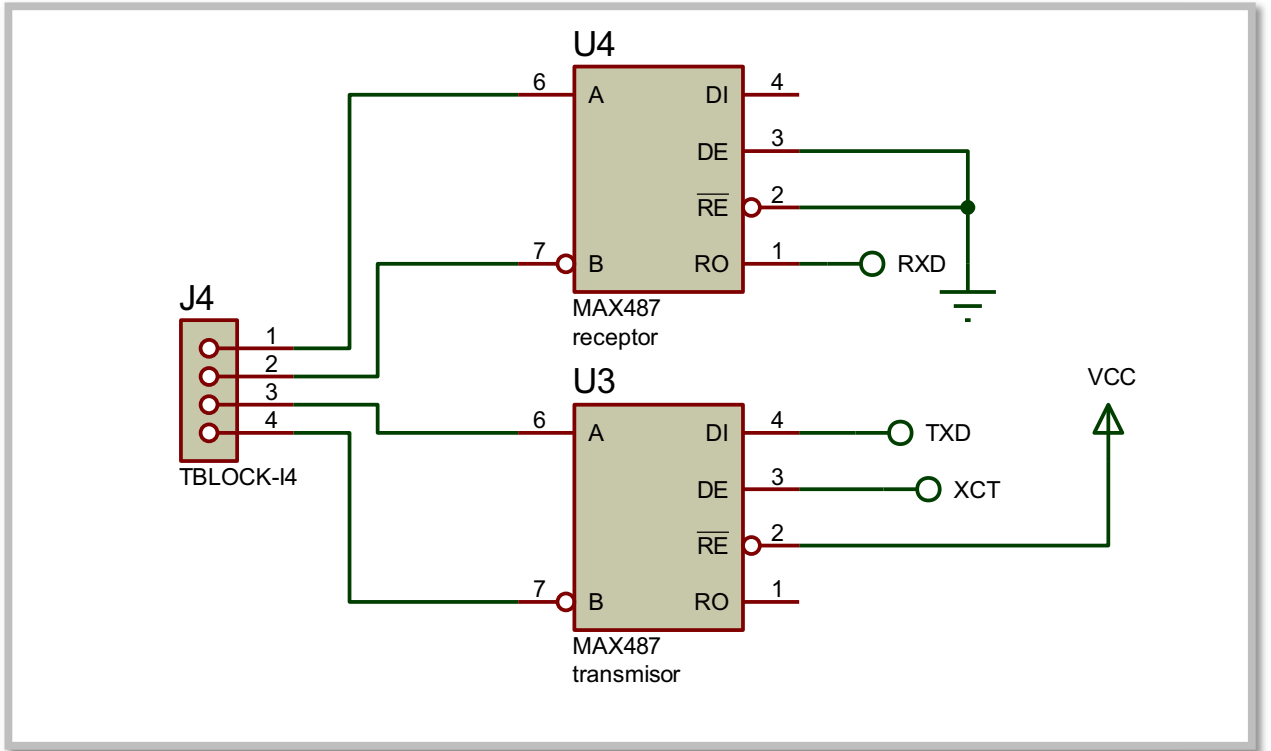 U4
6 A DI 4
DE 3
RE 2
7 B RO 1 RXD
MAX487
receptor
J4
1
2
3
4
TBLOCK-I4
U3
VCC
6 A DI 4 TXD
DE 3 XCT
RE 2
7 B RO 1
MAX487
transmisor